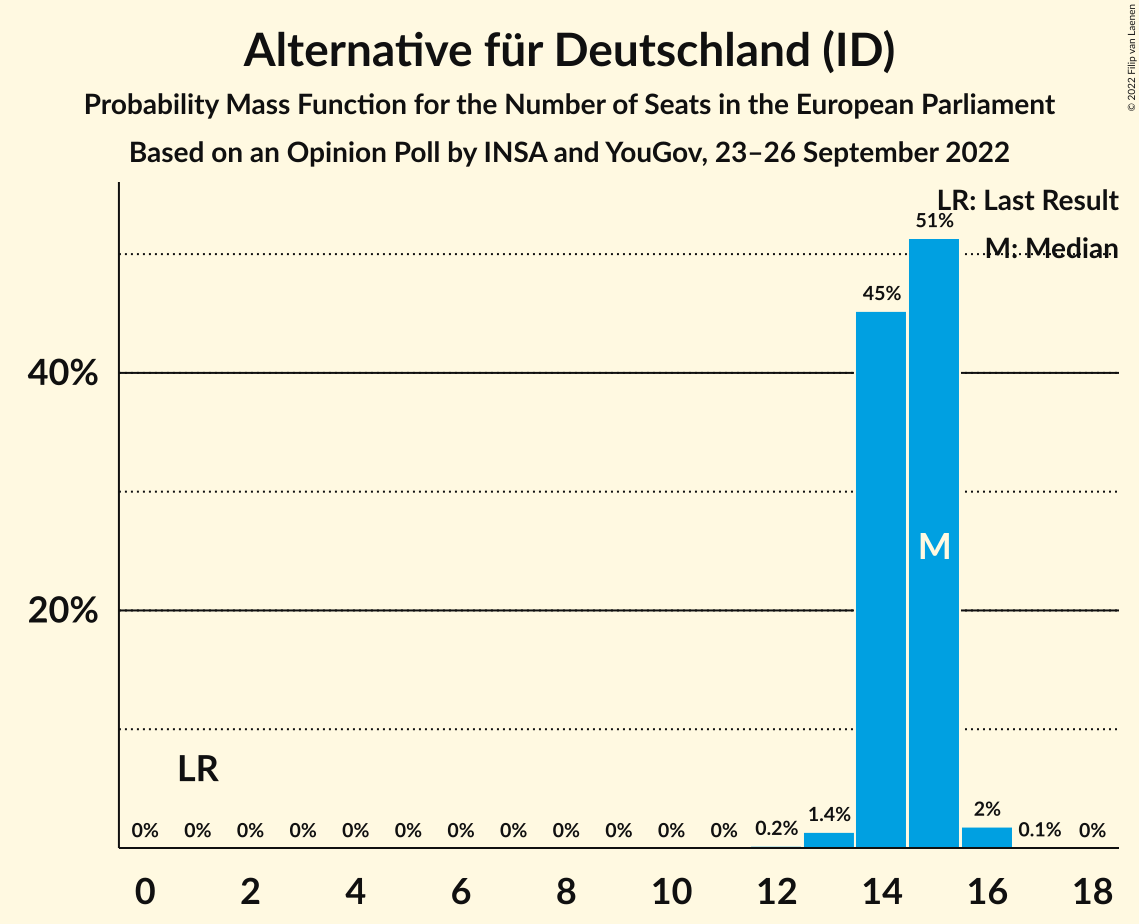 Alternative für Deutschland (ID)
Probability Mass Function for the Number of Seats in the European Parliament
Based on an Opinion Poll by INSA and YouGov, 23–26 September 2022
© 2022 Filip van Laenen
LR: Last Result
M: Median
51%
45%
40%
M
20%
LR
0% 0% 0% 0% 0% 0% 0% 0% 0% 0% 0% 0% 0.2% 1.4% 2% 0.1% 0%
0 2 4 6 8 10 12 14 16 18